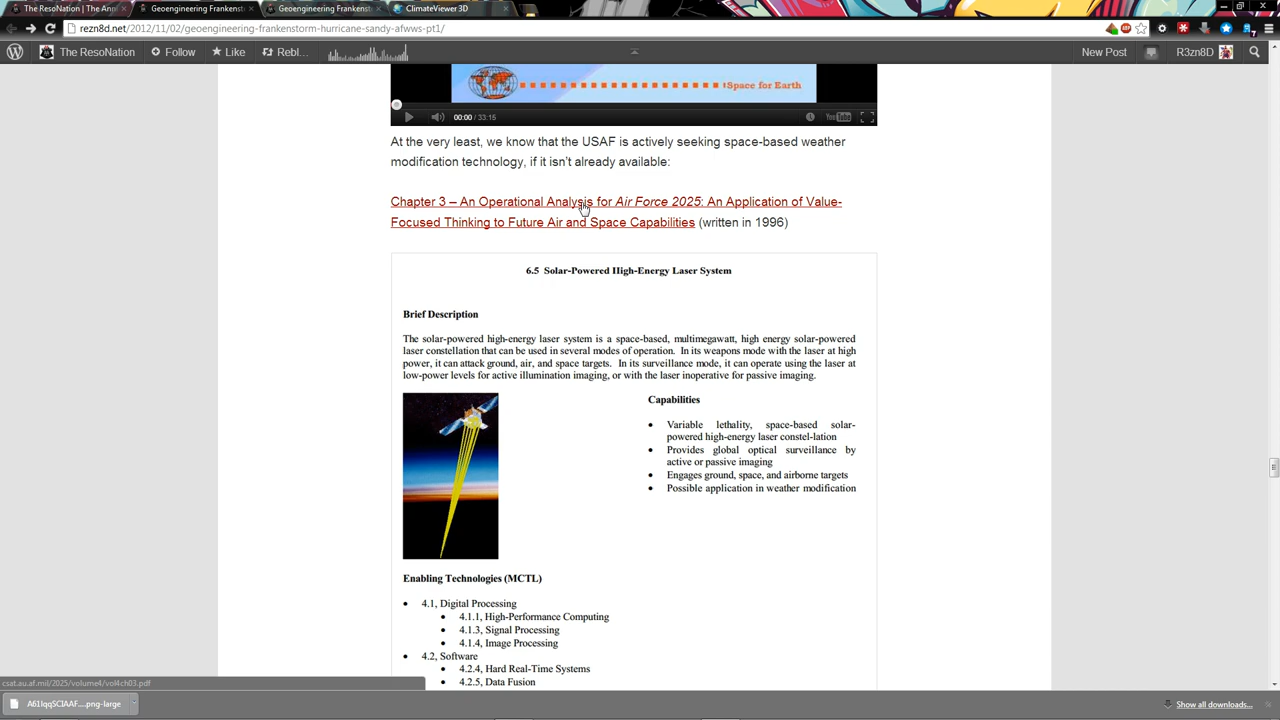 The ResoNation | The Ann
Geoengineering Frankenst
Geoengineering Frankenst
ClimateViewer 3D
rezn8d.net/2012/11/02/geoengineering-frankenstorm-hurricane-sandy-afwws-pt1/
The ResoNation
Follow
Like
Rebl...
New Post
R3zn8D
Space for Earth
00:00 / 33:15
YouTube
At the very least, we know that the USAF is actively seeking space-based weather
modification technology, if it isn't already available:
Chapter 3 – An Operational Analysis for Air Force 2025: An Application of Value-
Focused Thinking to Future Air and Space Capabilities (written in 1996)
6.5 Solar-Powered High-Energy Laser System
Brief Description
The solar-powered high-energy laser system is a space-based, multimegawatt, high energy solar-powered
laser constellation that can be used in several modes of operation. In its weapons mode with the laser at high
power, it can attack ground, air, and space targets. In its surveillance mode, it can operate using the laser at
low-power levels for active illumination imaging, or with the laser inoperative for passive imaging.
Capabilities
• Variable lethality, space-based solar-
powered high-energy laser constel-lation
• Provides global optical surveillance by
active or passive imaging
• Engages ground, space, and airborne targets
• Possible application in weather modification
Enabling Technologies (MCTL)
• 4.1, Digital Processing
• 4.1.1, High-Performance Computing
• 4.1.3, Signal Processing
• 4.1.4, Image Processing
• 4.2, Software
• 4.2.4, Hard Real-Time Systems
• 4.2.5, Data Fusion
csat.au.af.mil/2025/volume4/vol4ch03.pdf
A61IqqSCIAAF....png-large
Show all downloads...